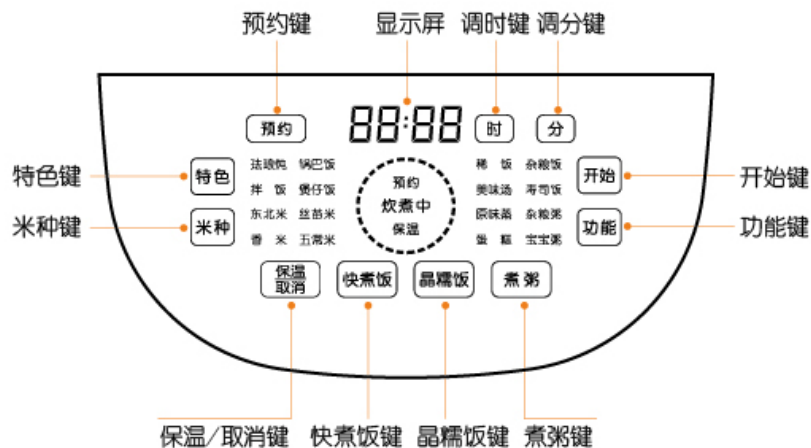 预约键 显示屏 调时键 调分键
预约 88:88 时 分
特色键 特色 珐琅炖 锅巴饭 稀 饭 杂粮饭 开始 开始键
拌 饭 煲仔饭 预约 美味汤 寿司饭
炊煮中
米种键 米种 东北米 丝苗米 保温 原味蒸 杂粮粥 功能 功能键
香 米 五常米 蛋 糕 宝宝粥
保温
取消 快煮饭 晶糯饭 煮粥
保温/取消键 快煮饭键 晶糯饭键 煮粥键